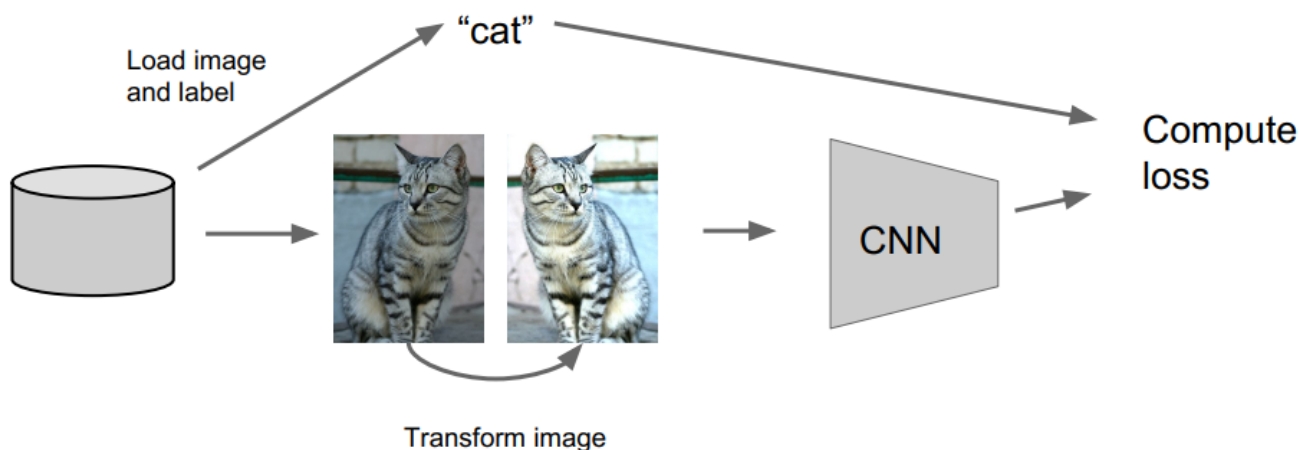 “cat”
Load image
and label
Compute
loss
CNN
Transform image